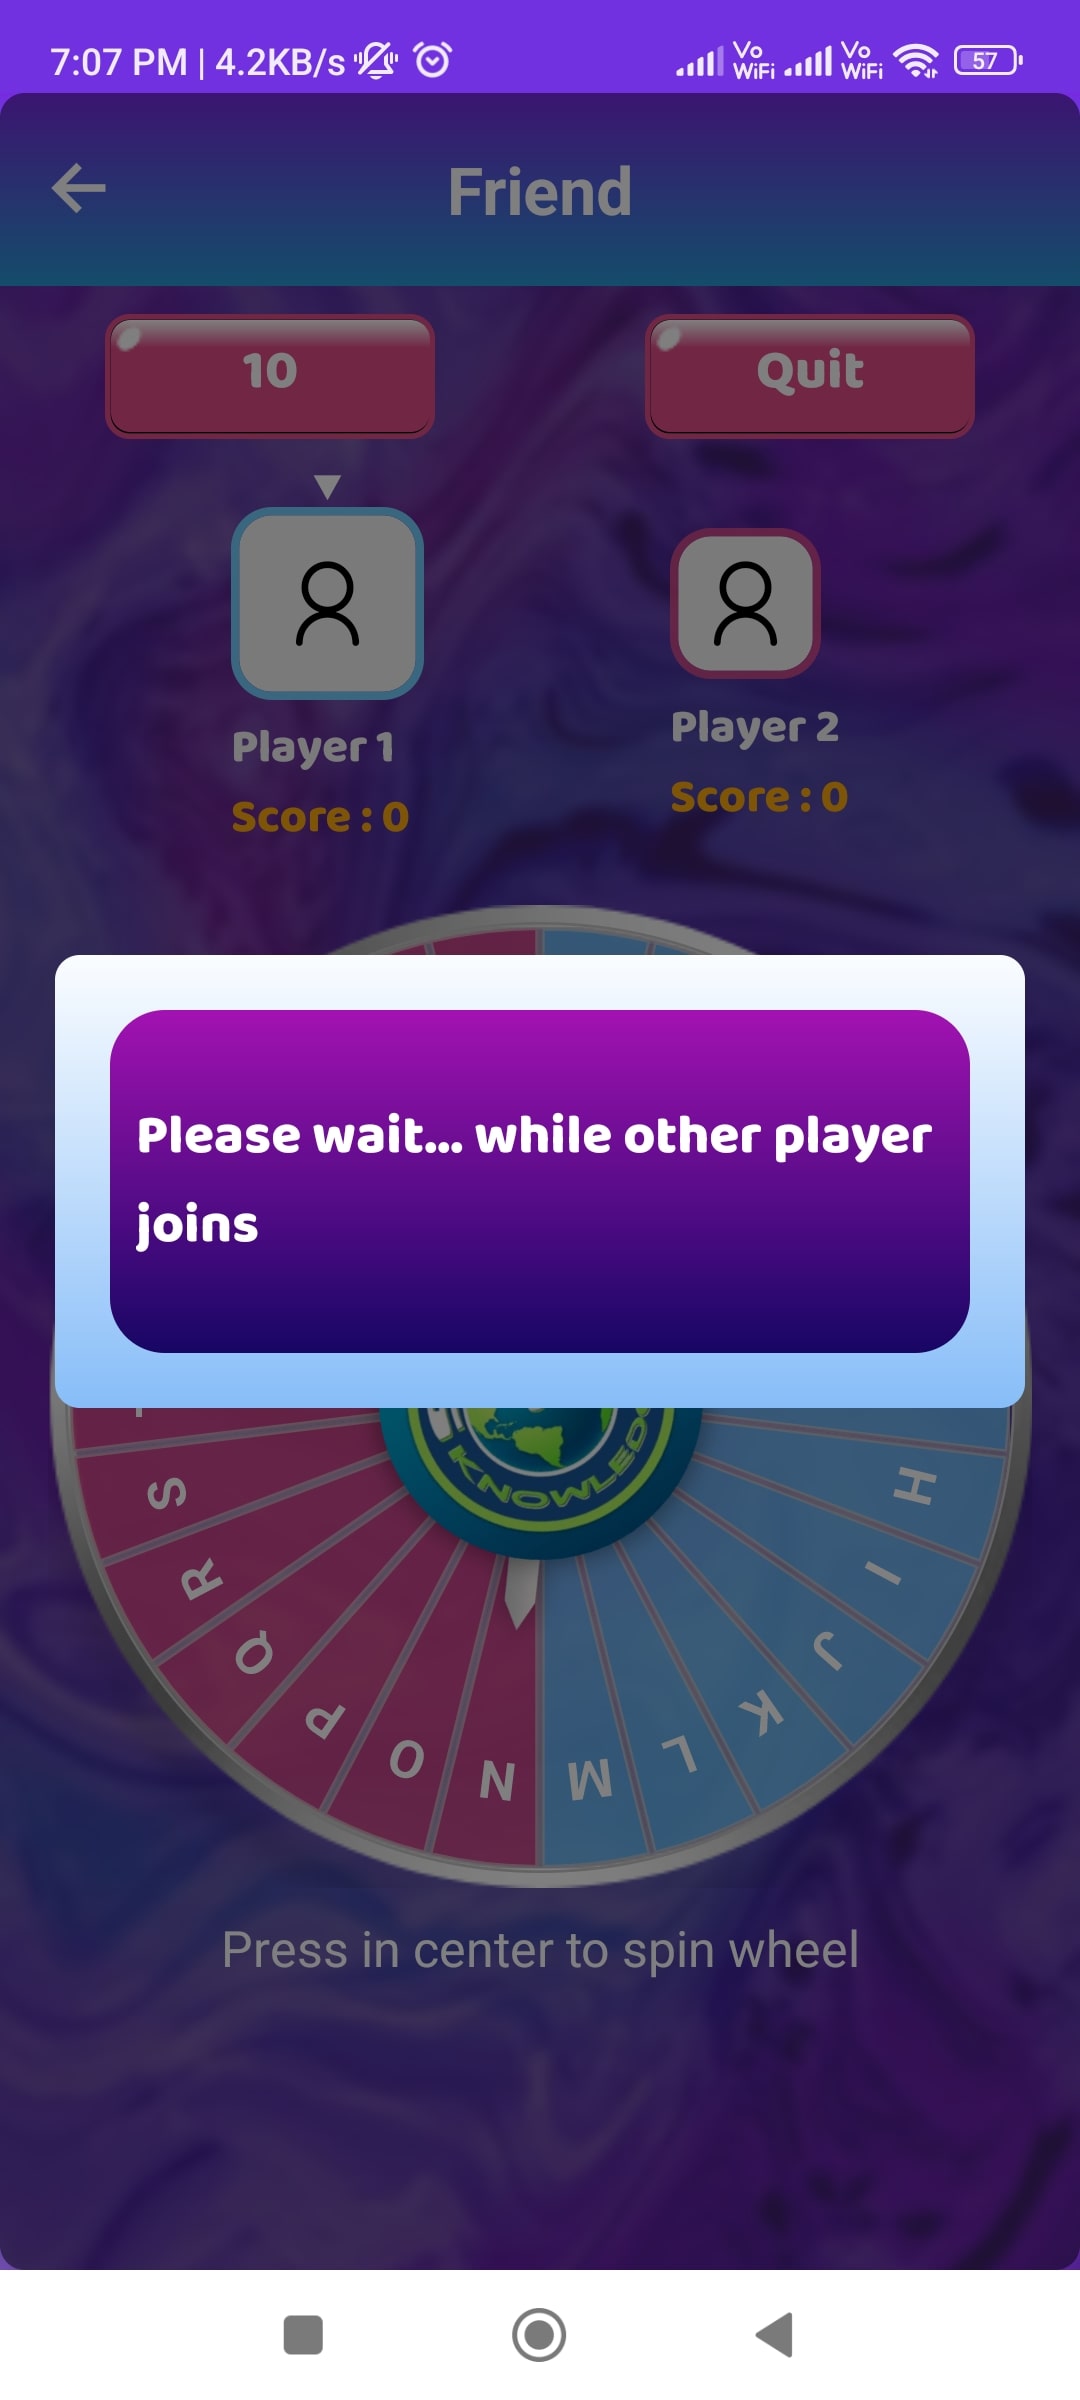 7:07 PM | 4.2KB/s
Vo WiFi Vo WiFi 57
Friend
10 Quit
Player 1 Player 2
Score : 0 Score : 0
Please wait... while other player
joins
KNOWLED
S H
R I
Q J
P K
O L
N M
Press in center to spin wheel